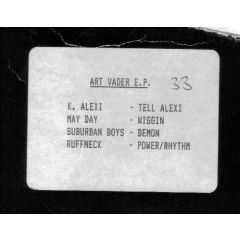 ART VADER E.P. 33
K. ALEXI - TELL ALEXI
MAY DAY - WIGGIN
SUBURBAN BOYS - DEMON
RUFFNECK - POWER/RHYTHM